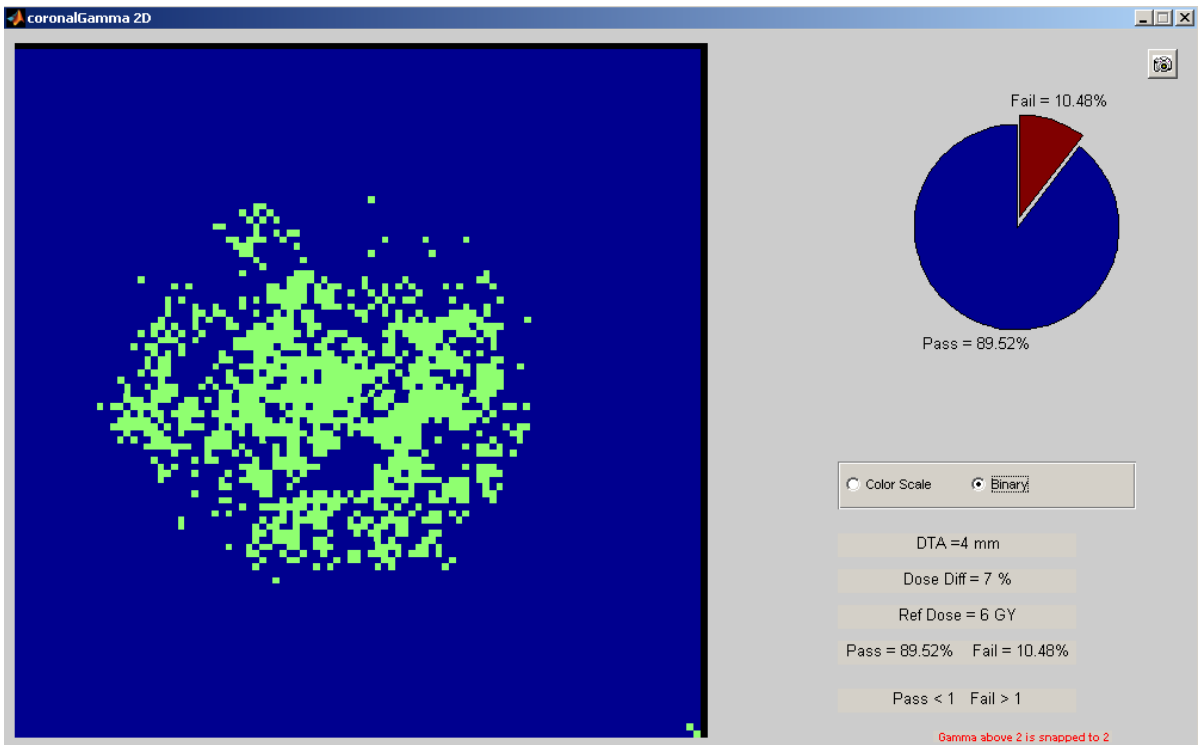 coronalGamma 2D
Fail = 10.48%
Pass = 89.52%
Color Scale Binary
DTA =4 mm
Dose Diff = 7 %
Ref Dose = 6 GY
Pass = 89.52% Fail = 10.48%
Pass < 1 Fail > 1
Gamma above 2 is snapped to 2